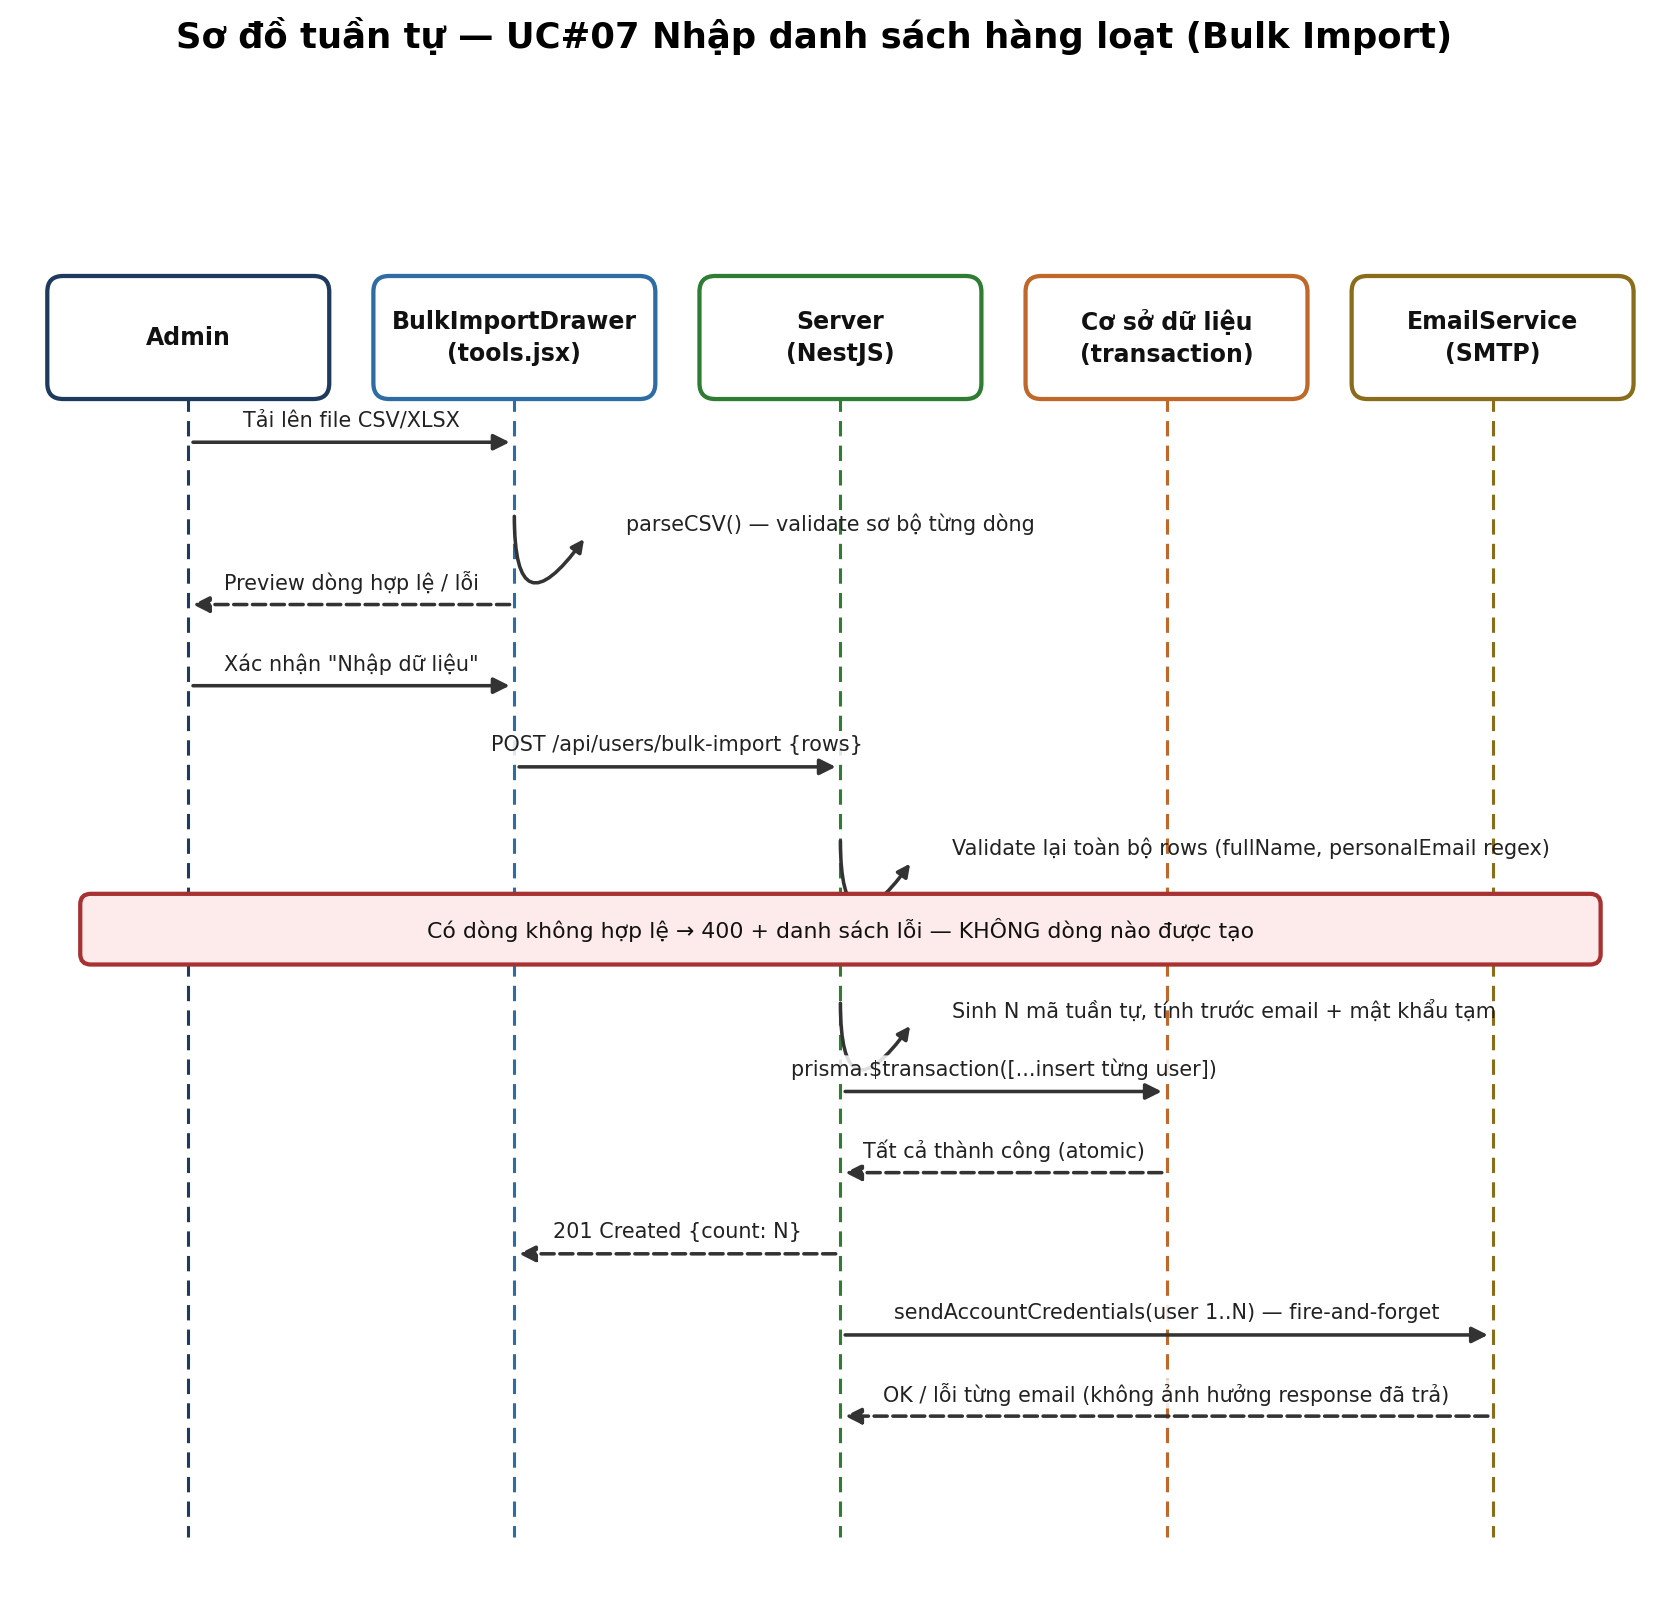 Sơ đồ tuần tự — UC#07 Nhập danh sách hàng loạt (Bulk Import)
Admin
BulkImportDrawer
(tools.jsx)
Server
(NestJS)
Cơ sở dữ liệu
(transaction)
EmailService
(SMTP)
Tải lên file CSV/XLSX
parseCSV() — validate sơ bộ từng dòng
Preview dòng hợp lệ / lỗi
Xác nhận "Nhập dữ liệu"
POST /api/users/bulk-import {rows}
Validate lại toàn bộ rows (fullName, personalEmail regex)
Có dòng không hợp lệ → 400 + danh sách lỗi — KHÔNG dòng nào được tạo
Sinh N mã tuần tự, tính trước email + mật khẩu tạm
prisma.$transaction([...insert từng user])
Tất cả thành công (atomic)
201 Created {count: N}
sendAccountCredentials(user 1..N) — fire-and-forget
OK / lỗi từng email (không ảnh hưởng response đã trả)